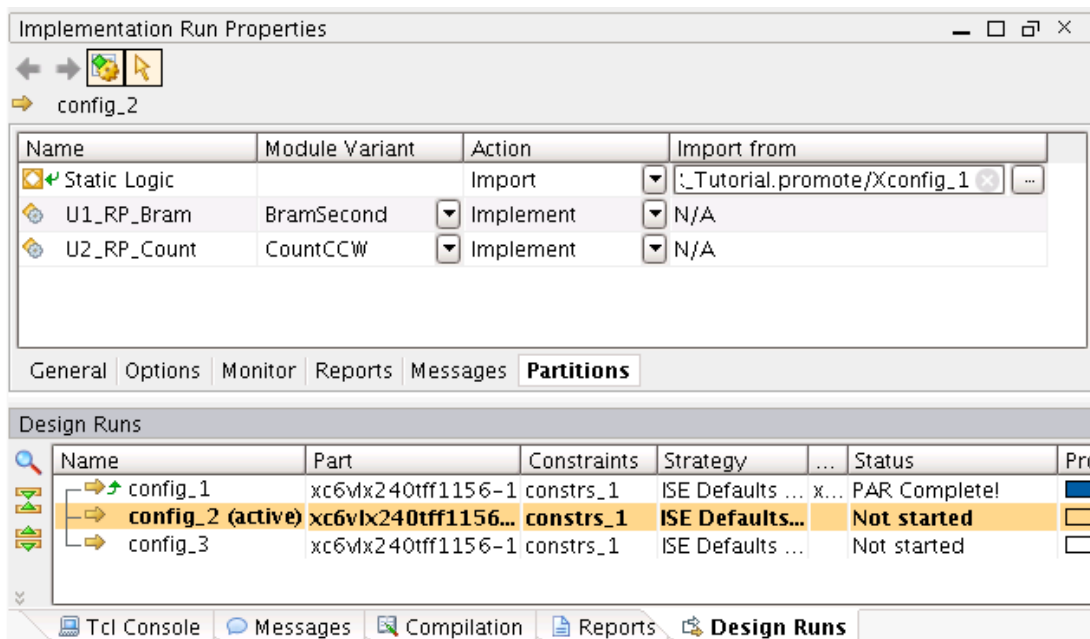 Implementation Run Properties
config_2
Name Module Variant Action Import from
Static Logic Import :_Tutorial.promote/Xconfig_1 ...
U1_RP_Bram BramSecond Implement N/A
U2_RP_Count CountCCW Implement N/A
General Options Monitor Reports Messages Partitions
Design Runs
Name Part Constraints Strategy ... Status Pro
config_1 xc6vlx240tff1156-1 constrs_1 ISE Defaults ... x... PAR Complete!
config_2 (active) xc6vlx240tff1156... constrs_1 ISE Defaults... Not started
config_3 xc6vlx240tff1156-1 constrs_1 ISE Defaults ... Not started
Tcl Console Messages Compilation Reports Design Runs